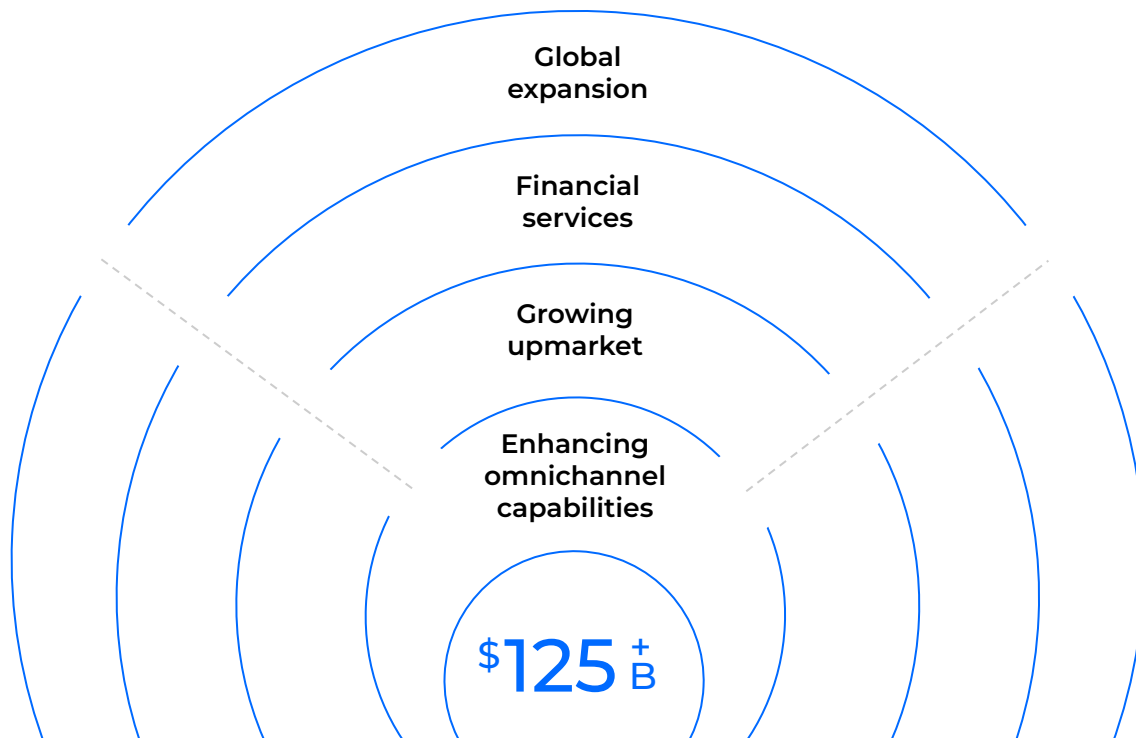 Global
expansion
Financial
services
Growing
upmarket
Enhancing
omnichannel
capabilities
$125+B